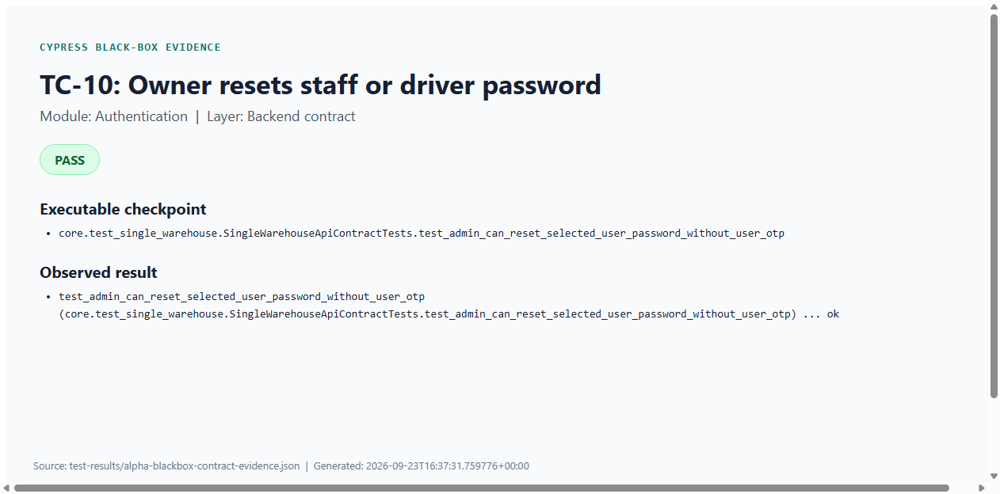 CYPRESS BLACK-BOX EVIDENCE
TC-10: Owner resets staff or driver password
Module: Authentication | Layer: Backend contract
PASS
Executable checkpoint
• core.test_single_warehouse.SingleWarehouseApiContractTests.test_admin_can_reset_selected_user_password_without_user_otp
Observed result
• test_admin_can_reset_selected_user_password_without_user_otp
(core.test_single_warehouse.SingleWarehouseApiContractTests.test_admin_can_reset_selected_user_password_without_user_otp) ... ok
Source: test-results/alpha-blackbox-contract-evidence.json | Generated: 2026-09-23T16:37:31.759776+00:00